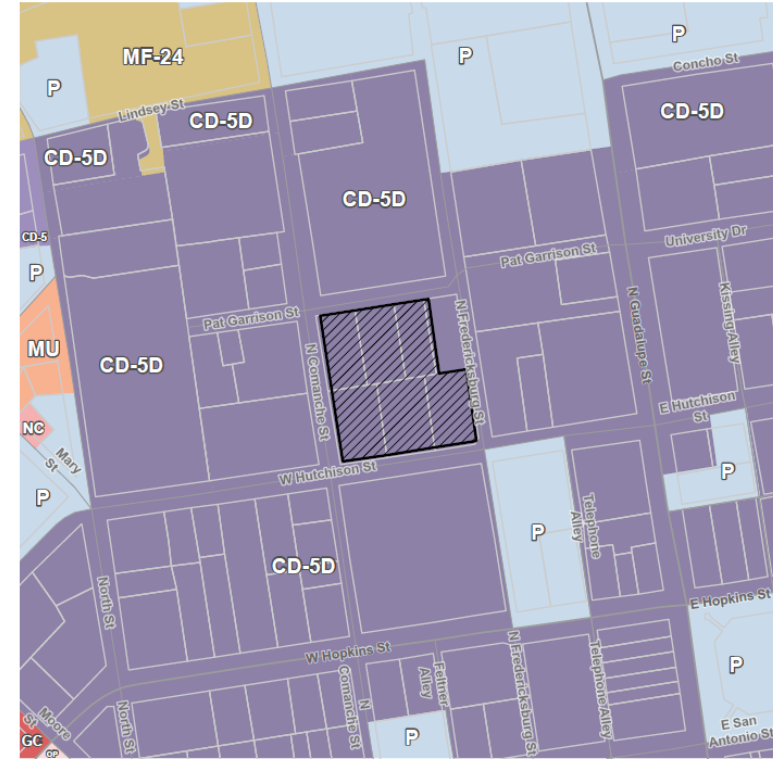 MF-24
P
P
P
Concho St
Lindsey St
CD-5D
CD-5D
CD-5D
CD-5D
CD-5
P
University Dr
Pat Garrison St
Pat Garrison St
N Fredericksburg St
N Guadalupe St
Kissing Alley
MU
CD-5D
N Comanche St
E Hutchison
St
NC
Mary
St
W Hutchison St
P
P
P
Telephone
Alley
CD-5D
North St
E Hopkins St
W Hopkins St
P
N
Comanche St
Feltner
Alley
N Fredericksburg St
Telephone Alley
North St
Moore
St
GC
OP
P
E San
Antonio St